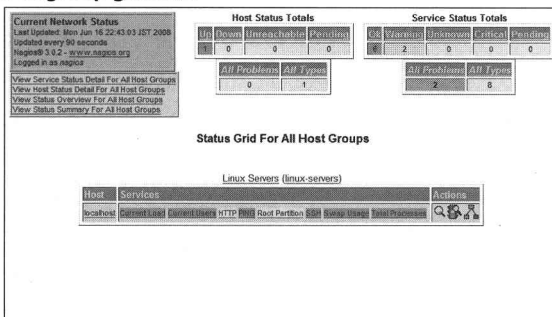 Current Network Status
Last Updated: Mon Jun 16 22:43:03 JST 2008
Updated every 90 seconds
Nagios® 3.0.2 - www.nagios.org
Logged in as nagios
View Service Status Detail For All Host Groups
View Host Status Detail For All Host Groups
View Status Overview For All Host Groups
View Status Summary For All Host Groups
Host Status Totals
Up Down Unreachable Pending
1 0 0 0
All Problems All Types
0 1
Service Status Totals
Ok Warning Unknown Critical Pending
6 2 0 0 0
All Problems All Types
2 8
Status Grid For All Host Groups
Linux Servers (linux-servers)
Host Services Actions
localhost Current Load Current Users HTTP PING Root Partition SSH Swap Usage Total Processes